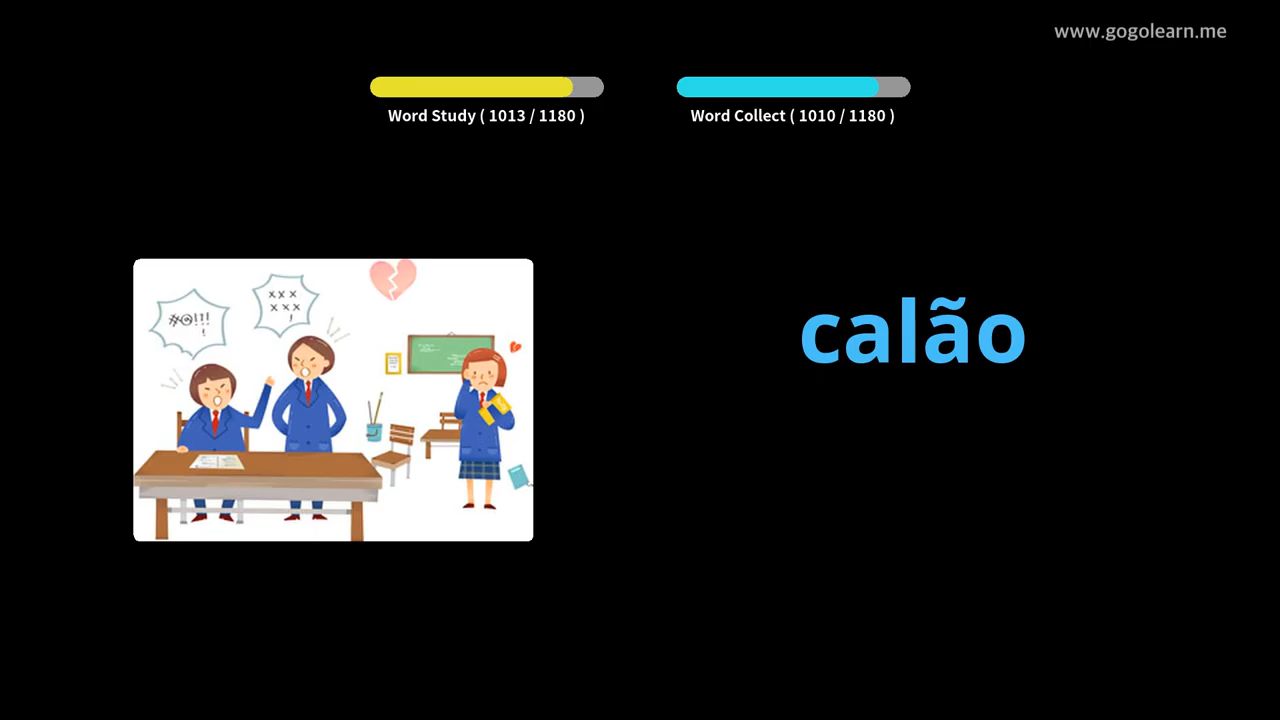 www.gogolearn.me
Word Study ( 1013 / 1180 )
Word Collect ( 1010 / 1180 )
#@!!!
!
x x x
x x x
!
calão